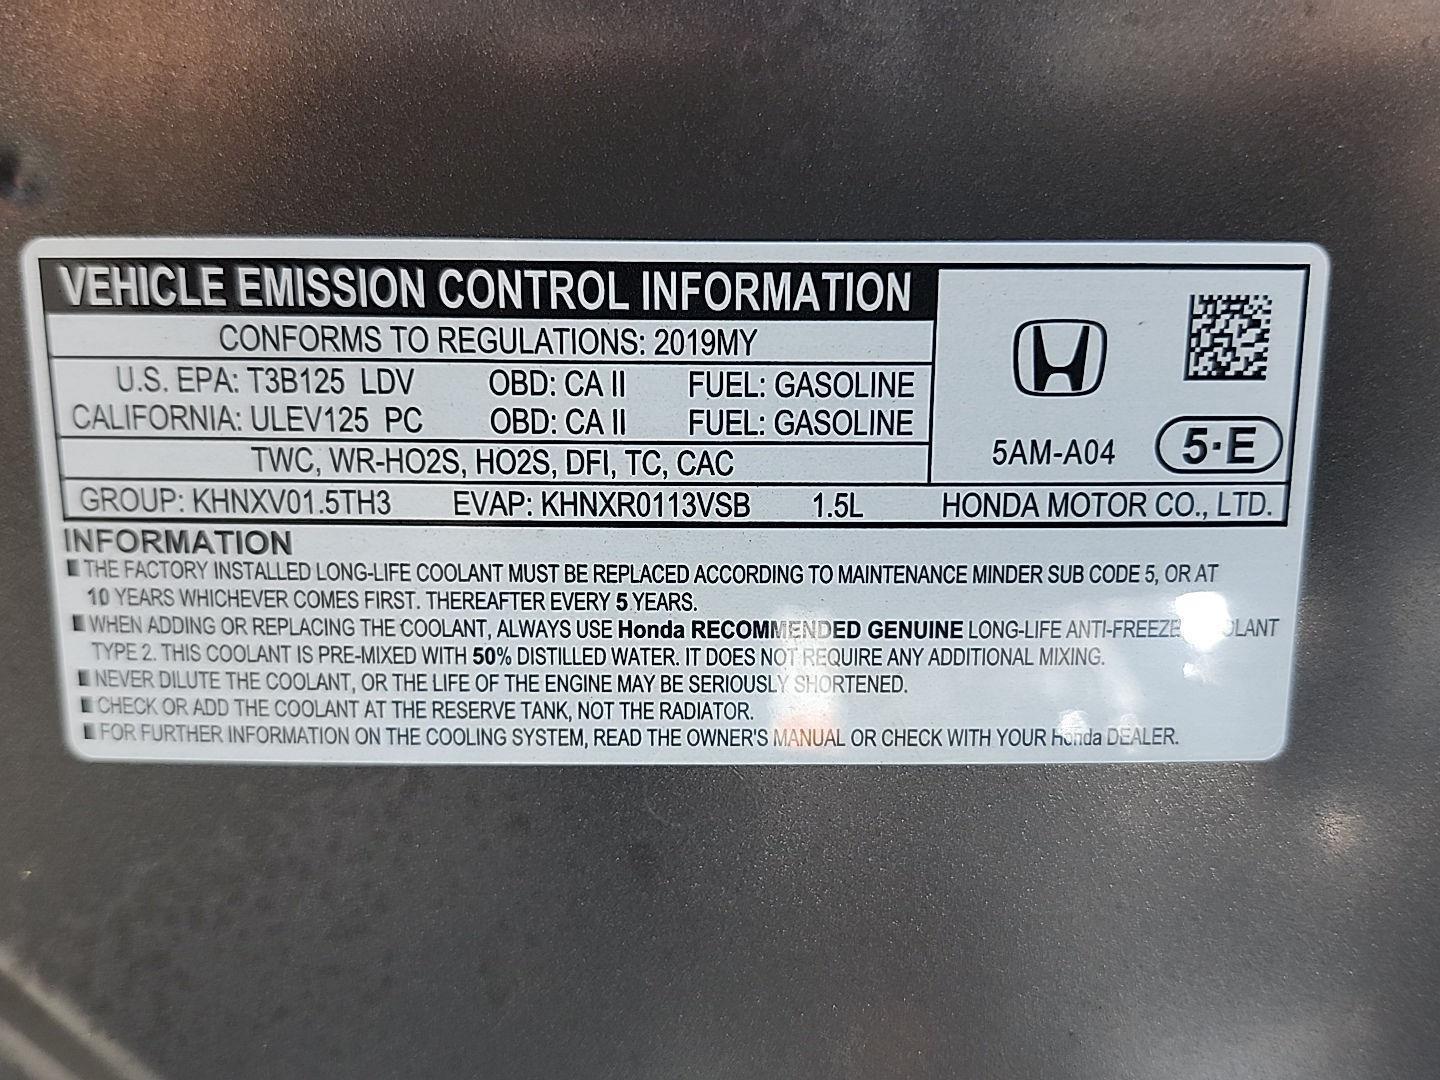 VEHICLE EMISSION CONTROL INFORMATION
CONFORMS TO REGULATIONS: 2019MY
U.S. EPA: T3B125 LDV OBD: CA II FUEL: GASOLINE
CALIFORNIA: ULEV125 PC OBD: CA II FUEL: GASOLINE
TWC, WR-HO2S, HO2S, DFI, TC, CAC
5AM-A04 5·E
GROUP: KHNXV01.5TH3 EVAP: KHNXR0113VSB 1.5L HONDA MOTOR CO., LTD.
INFORMATION
THE FACTORY INSTALLED LONG-LIFE COOLANT MUST BE REPLACED ACCORDING TO MAINTENANCE MINDER SUB CODE 5, OR AT
10 YEARS WHICHEVER COMES FIRST. THEREAFTER EVERY 5 YEARS.
WHEN ADDING OR REPLACING THE COOLANT, ALWAYS USE Honda RECOMMENDED GENUINE LONG-LIFE ANTI-FREEZE
TYPE 2. THIS COOLANT IS PRE-MIXED WITH 50% DISTILLED WATER. IT DOES NOT REQUIRE ANY ADDITIONAL MIXING.
NEVER DILUTE THE COOLANT, OR THE LIFE OF THE ENGINE MAY BE SERIOUSLY SHORTENED.
CHECK OR ADD THE COOLANT AT THE RESERVE TANK, NOT THE RADIATOR.
FOR FURTHER INFORMATION ON THE COOLING SYSTEM, READ THE OWNER'S MANUAL OR CHECK WITH YOUR Honda DEALER.